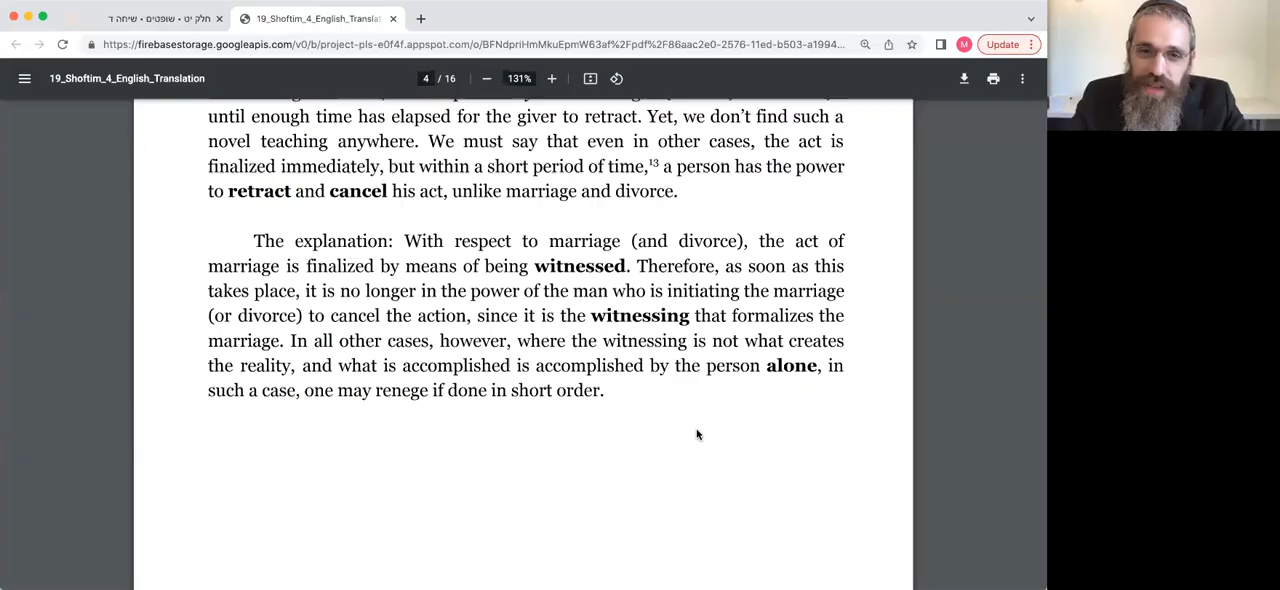 חלק יט • שופטים • שיחה ד
19_Shoftim_4_English_Translat
https://firebasestorage.googleapis.com/v0/b/project-pls-e0f4f.appspot.com/o/BFNdpriHmMkuEpmW63af%2Fpdf%2F86aac2e0-2576-11ed-b503-a1994...
M
Update
19_Shoftim_4_English_Translation
4 / 16
131%
until enough time has elapsed for the giver to retract. Yet, we don’t find such a
novel teaching anywhere. We must say that even in other cases, the act is
finalized immediately, but within a short period of time,¹³ a person has the power
to retract and cancel his act, unlike marriage and divorce.
The explanation: With respect to marriage (and divorce), the act of
marriage is finalized by means of being witnessed. Therefore, as soon as this
takes place, it is no longer in the power of the man who is initiating the marriage
(or divorce) to cancel the action, since it is the witnessing that formalizes the
marriage. In all other cases, however, where the witnessing is not what creates
the reality, and what is accomplished is accomplished by the person alone, in
such a case, one may renege if done in short order.